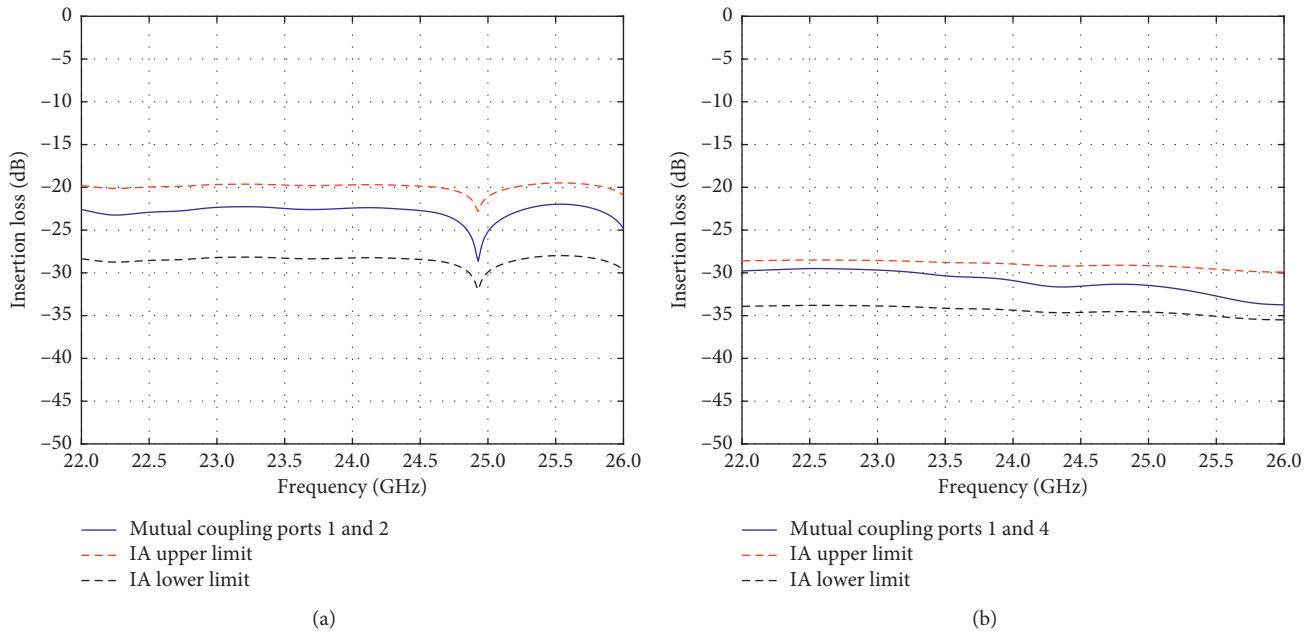 0
−5
−10
−15
−20
−25
−30
−35
−40
−45
−50
Insertion loss (dB)
22.0 22.5 23.0 23.5 24.0 24.5 25.0 25.5 26.0
Frequency (GHz)
Mutual coupling ports 1 and 2
IA upper limit
IA lower limit
(a)
0
−5
−10
−15
−20
−25
−30
−35
−40
−45
−50
Insertion loss (dB)
22.0 22.5 23.0 23.5 24.0 24.5 25.0 25.5 26.0
Frequency (GHz)
Mutual coupling ports 1 and 4
IA upper limit
IA lower limit
(b)